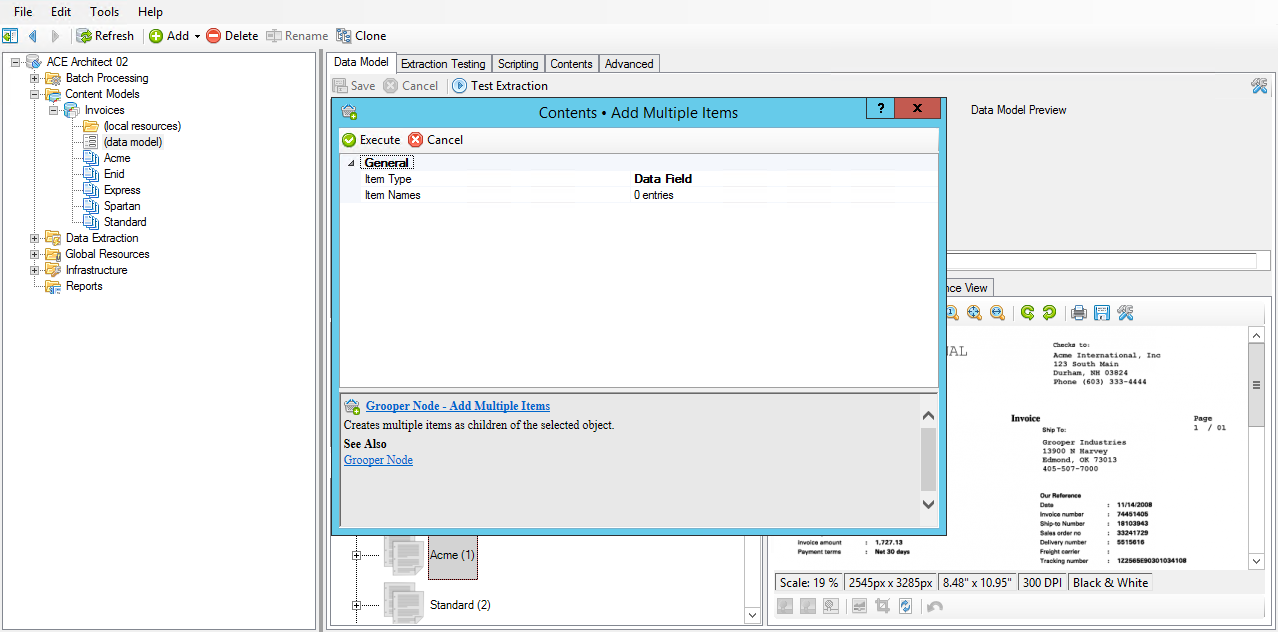 File Edit Tools Help
Refresh Add Delete Rename Clone
ACE Architect 02
Batch Processing
Content Models
Invoices
(local resources)
(data model)
Acme
Enid
Express
Spartan
Standard
Data Extraction
Global Resources
Infrastructure
Reports
Data Model Extraction Testing Scripting Contents Advanced
Save Cancel Test Extraction
Data Model Preview
Contents • Add Multiple Items ? X
Execute Cancel
General
Item Type Data Field
Item Names 0 entries
Grooper Node - Add Multiple Items
Creates multiple items as children of the selected object.
See Also
Grooper Node
Acme (1)
Standard (2)
nce View
Checks to:
Acme International, Inc
123 South Main
Durham, NH 03824
Phone (603) 333-4444
Invoice Page
1 / 01
Ship To:
Grooper Industries
13900 N Harvey
Edmond, OK 73013
405-507-7000
Our Reference
Date : 11/14/2008
Invoice number : 74451405
Ship-to Number : 18103943
Sales order no : 33241729
Delivery number : 5515616
Freight carrier :
Tracking number : 1Z2565E90301034108
Invoice amount : 1,727.13
Payment terms : Net 30 days
Scale: 19 % 2545px x 3285px 8.48" x 10.95" 300 DPI Black & White